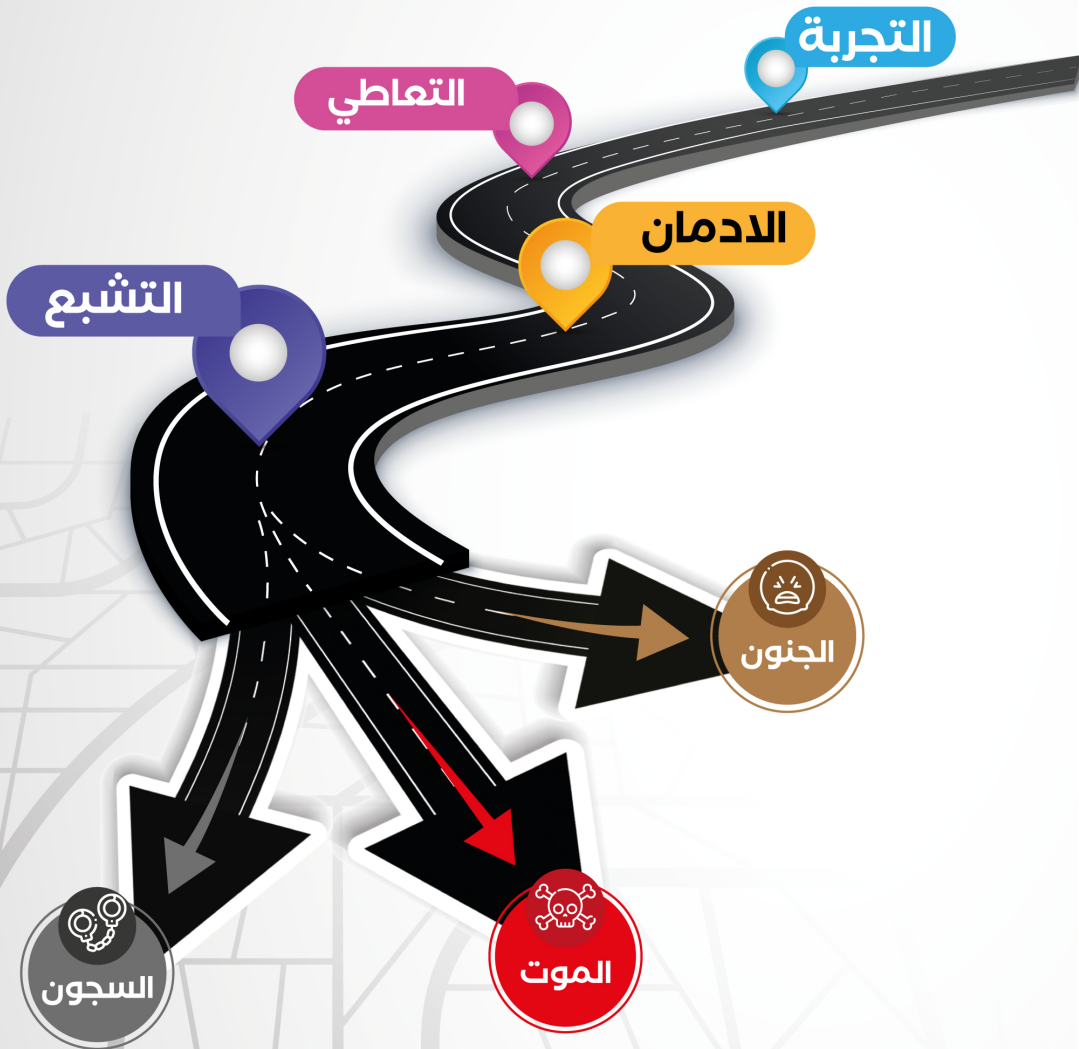 التجربة
التعاطي
الادمان
التشبع
الجنون
الموت
السجون